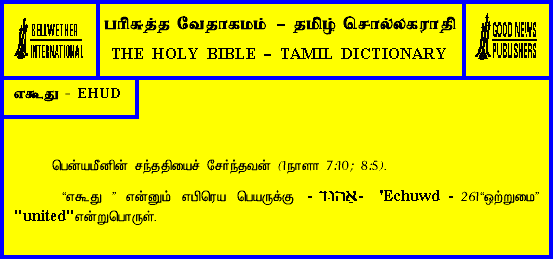 BELLWETHER
INTERNATIONAL
பரிசுத்த வேதாகமம் – தமிழ் சொல்லகராதி
THE HOLY BIBLE – TAMIL DICTIONARY
GOOD NEWS
PUBLISHERS
எகூது - EHUD
பென்யமீனின் சந்ததியைச் சேர்ந்தவன் (1நாளா 7:10; 8:5).
“எகூது ” என்னும் எபிரெய பெயருக்கு - אֵהוּד - 'Echuwd - 261“ஒற்றுமை”
"united"என்றுபொருள்.